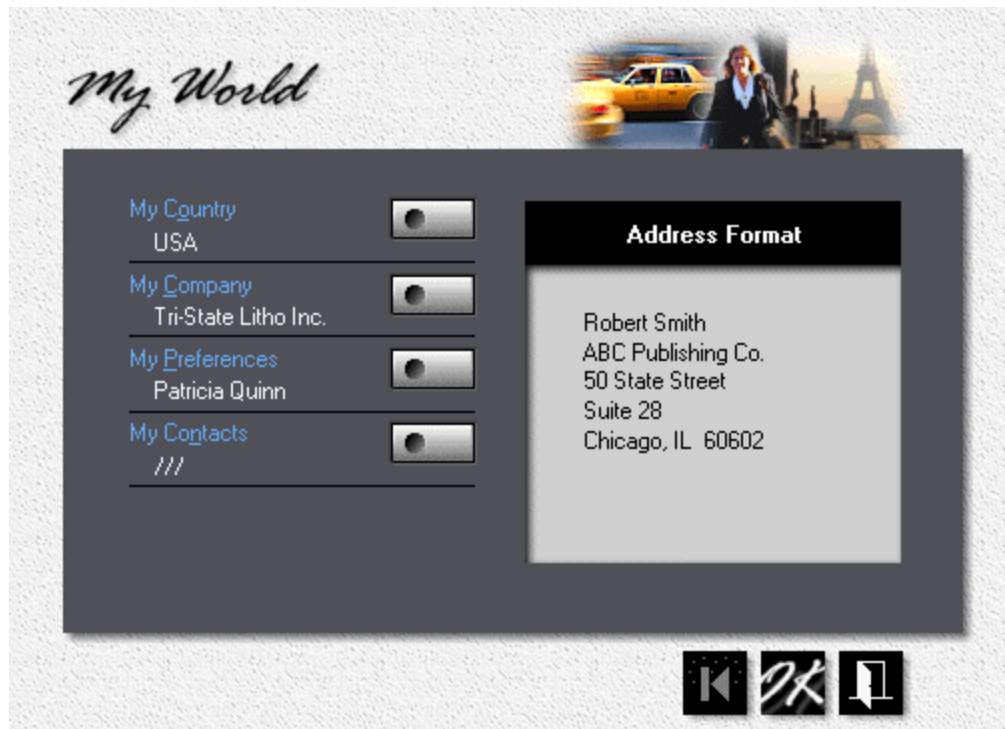 My World
My Country
USA
My Company
Tri-State Litho Inc.
My Preferences
Patricia Quinn
My Contacts
///
Address Format
Robert Smith
ABC Publishing Co.
50 State Street
Suite 28
Chicago, IL  60602
OK